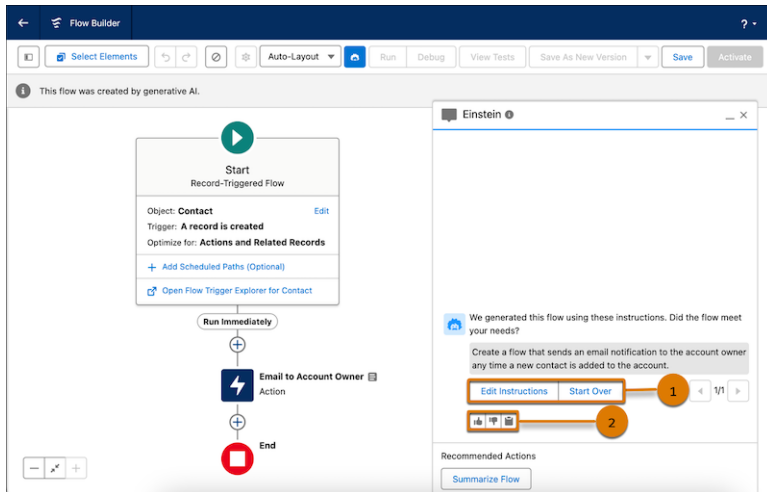 Flow Builder
?
Select Elements
Auto-Layout
Run
Debug
View Tests
Save As New Version
Save
Activate
This flow was created by generative AI.
Start
Record-Triggered Flow
Object: Contact
Edit
Trigger: A record is created
Optimize for: Actions and Related Records
+ Add Scheduled Paths (Optional)
Open Flow Trigger Explorer for Contact
Run Immediately
Email to Account Owner
Action
End
Einstein
We generated this flow using these instructions. Did the flow meet
your needs?
Create a flow that sends an email notification to the account owner
any time a new contact is added to the account.
Edit Instructions
Start Over
1
1/1
2
Recommended Actions
Summarize Flow